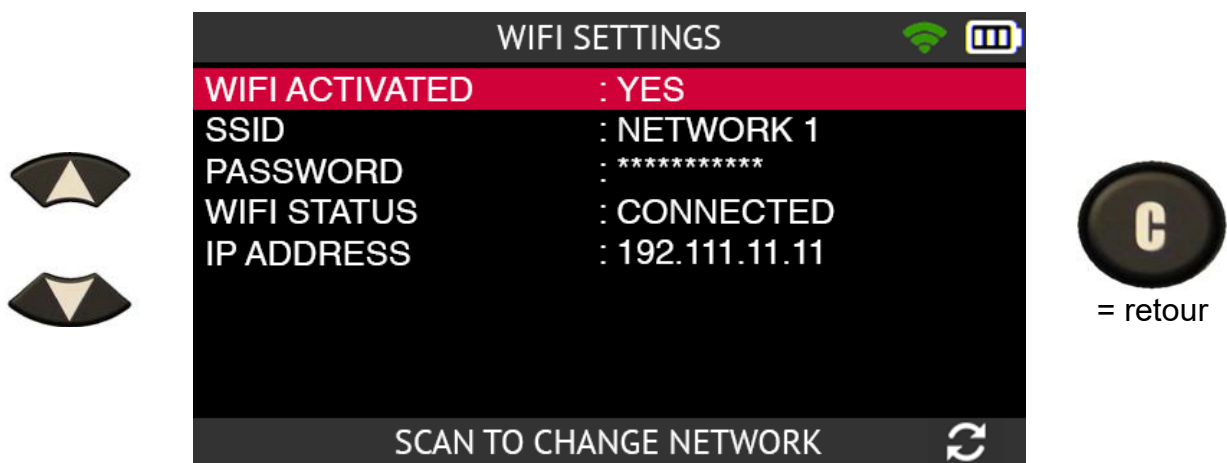 WIFI SETTINGS
WIFI ACTIVATED : YES
SSID : NETWORK 1
PASSWORD : ***********
WIFI STATUS : CONNECTED
IP ADDRESS : 192.111.11.11
C
= retour
SCAN TO CHANGE NETWORK